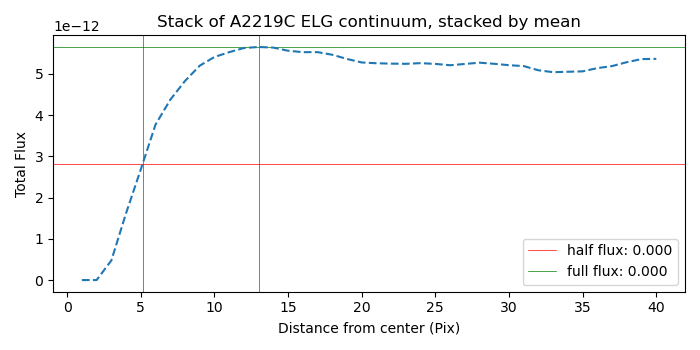 Stack of A2219C ELG continuum, stacked by mean
1e−12
5
4
3
2
1
0
Total Flux
0 5 10 15 20 25 30 35 40
Distance from center (Pix)
half flux: 0.000
full flux: 0.000